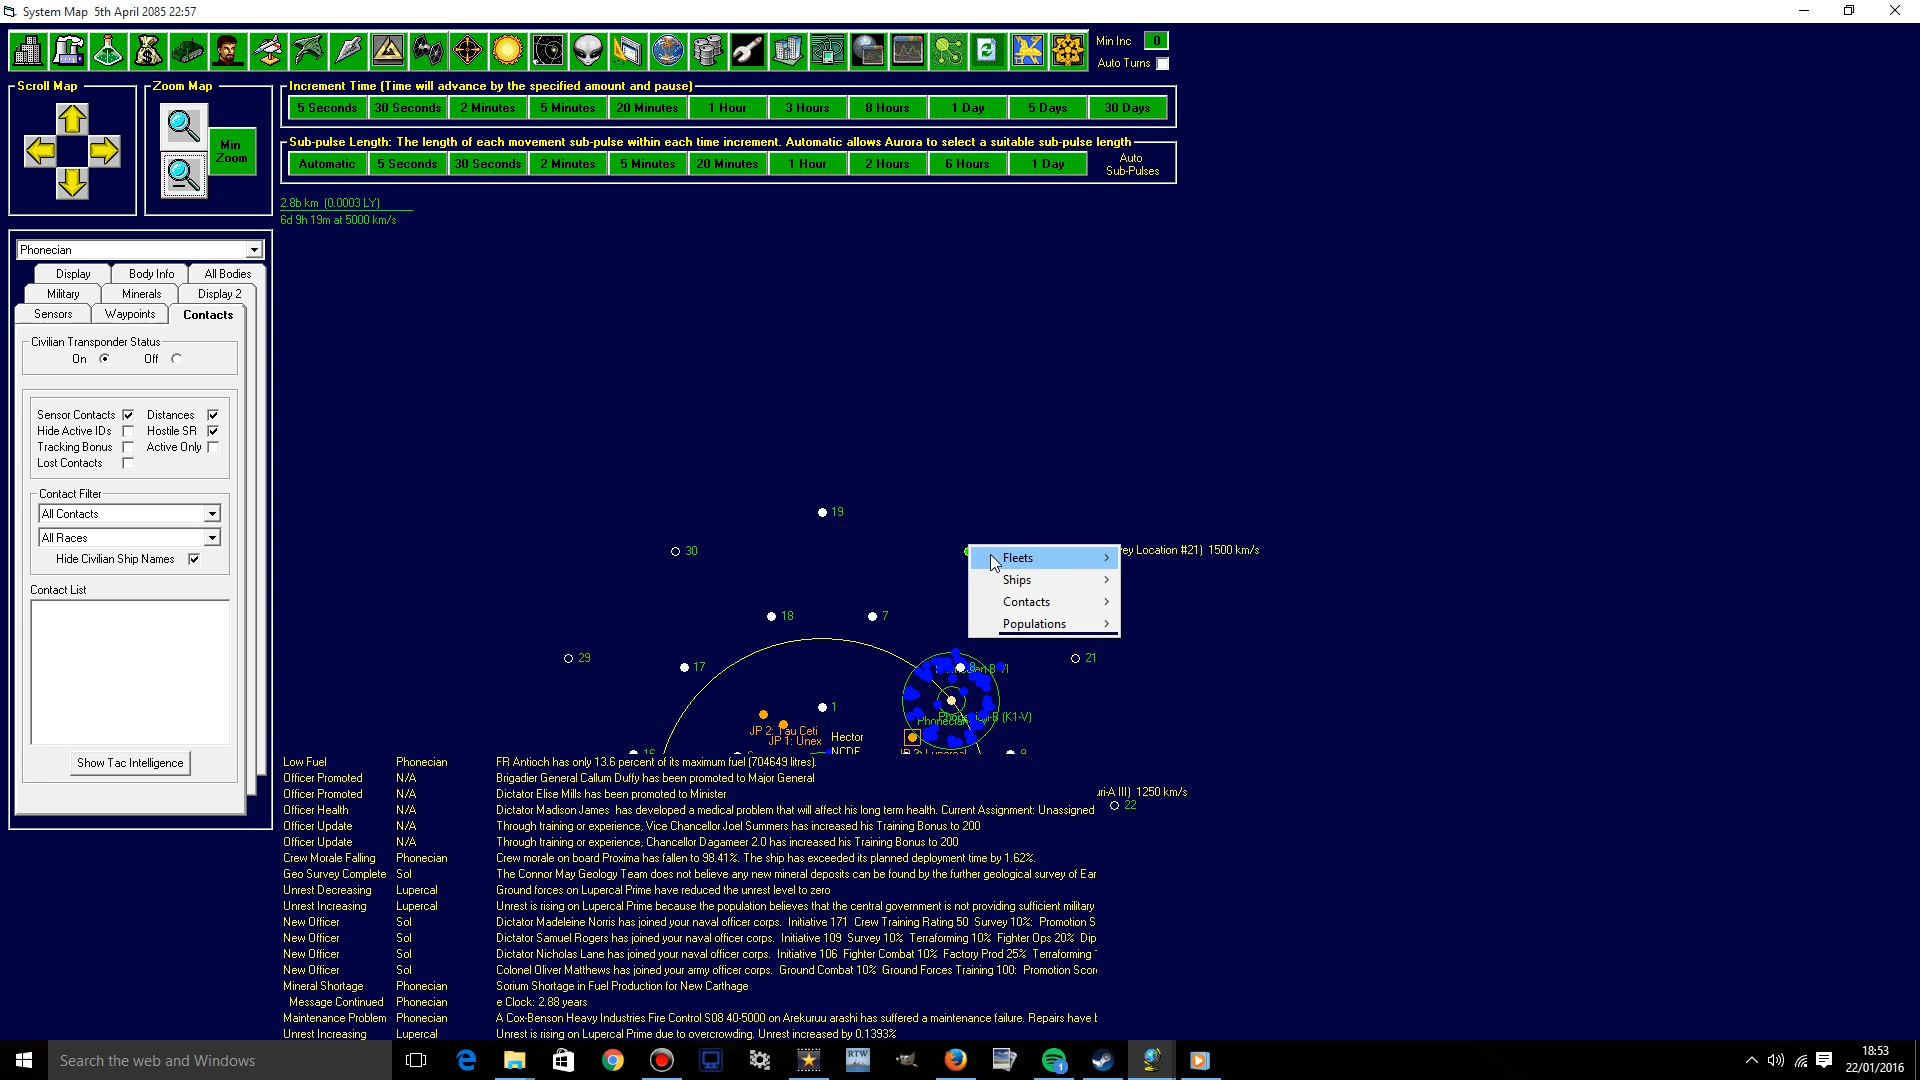 System Map 5th April 2085 22:57
Min Inc 0
Auto Turns
Scroll Map
Zoom Map
Min Zoom
Increment Time (Time will advance by the specified amount and pause)
5 Seconds 30 Seconds 2 Minutes 5 Minutes 20 Minutes 1 Hour 3 Hours 8 Hours 1 Day 5 Days 30 Days
Sub-pulse Length: The length of each movement sub-pulse within each time increment. Automatic allows Aurora to select a suitable sub-pulse length
Automatic 5 Seconds 30 Seconds 2 Minutes 5 Minutes 20 Minutes 1 Hour 2 Hours 6 Hours 1 Day
Auto Sub-Pulses
2.8b km (0.0003 LY)
6d 9h 19m at 5000 km/s
Phonecian
Display Body Info All Bodies
Military Minerals Display 2
Sensors Waypoints Contacts
Civilian Transponder Status
On Off
Sensor Contacts Distances
Hide Active IDs Hostile SR
Tracking Bonus Active Only
Lost Contacts
Contact Filter
All Contacts
All Races
Hide Civilian Ship Names
Contact List
Show Tac Intelligence
19
30
Fleets
Ships
Contacts
Populations
vey Location #21) 1500 km/s
18 7
29 21
17 8
1
JP 2: Tau Ceti
JP 1: Unex
Hector
NCDF
Phonecian-B (K1-V)
JP 3: Lupercal
16 9
uri-A III) 1250 km/s
22
Low Fuel Phonecian FR Antioch has only 13.6 percent of its maximum fuel (704649 litres).
Officer Promoted N/A Brigadier General Callum Duffy has been promoted to Major General
Officer Promoted N/A Dictator Elise Mills has been promoted to Minister
Officer Health N/A Dictator Madison James has developed a medical problem that will affect his long term health. Current Assignment: Unassigned
Officer Update N/A Through training or experience, Vice Chancellor Joel Summers has increased his Training Bonus to 200
Officer Update N/A Through training or experience, Chancellor Dagameer 2.0 has increased his Training Bonus to 200
Crew Morale Falling Phonecian Crew morale on board Proxima has fallen to 98.41%. The ship has exceeded its planned deployment time by 1.62%.
Geo Survey Complete Sol The Connor May Geology Team does not believe any new mineral deposits can be found by the further geological survey of Ear
Unrest Decreasing Lupercal Ground forces on Lupercal Prime have reduced the unrest level to zero
Unrest Increasing Lupercal Unrest is rising on Lupercal Prime because the population believes that the central government is not providing sufficient military
New Officer Sol Dictator Madeleine Norris has joined your naval officer corps. Initiative 171 Crew Training Rating 50 Survey 10%: Promotion S
New Officer Sol Dictator Samuel Rogers has joined your naval officer corps. Initiative 109 Survey 10% Terraforming 10% Fighter Ops 20% Dip
New Officer Sol Dictator Nicholas Lane has joined your naval officer corps. Initiative 106 Fighter Combat 10% Factory Prod 25% Terraforming
New Officer Sol Colonel Oliver Matthews has joined your army officer corps. Ground Combat 10% Ground Forces Training 100: Promotion Scor
Mineral Shortage Phonecian Sorium Shortage in Fuel Production for New Carthage
Message Continued Phonecian e Clock: 2.88 years
Maintenance Problem Phonecian A Cox-Benson Heavy Industries Fire Control S08 40-5000 on Arekuruu arashi has suffered a maintenance failure. Repairs have b
Unrest Increasing Lupercal Unrest is rising on Lupercal Prime due to overcrowding. Unrest increased by 0.1393%
Search the web and Windows
RTW
1
18:53
22/01/2016